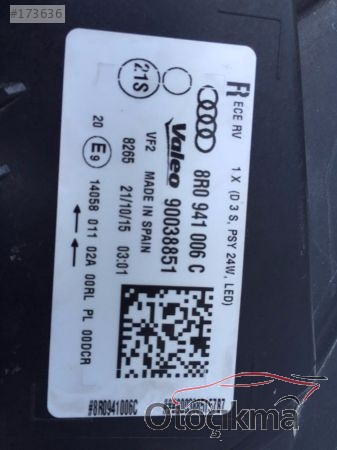 #173636
R ECE RV 1 X (D 3 S, PSY 24W, LED)
8R0 941 006 C
Valeo 90038851
21S
VF2 MADE IN SPAIN
8265 21/10/15 03:01
20 E9 14058 011 02A 00RL PL 00DCR
#8R0941006C
Otoçıkma